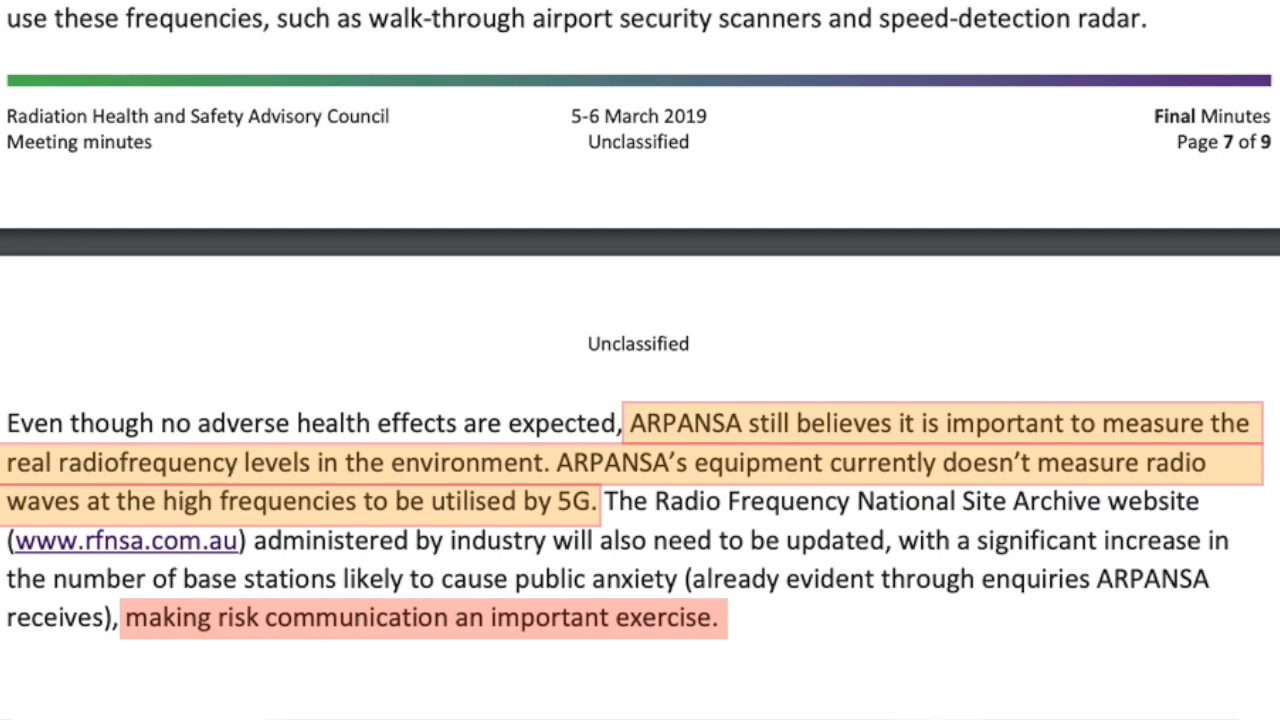 use these frequencies, such as walk-through airport security scanners and speed-detection radar.
Radiation Health and Safety Advisory Council
Meeting minutes
5-6 March 2019
Unclassified
Final Minutes
Page 7 of 9
Unclassified
Even though no adverse health effects are expected, ARPANSA still believes it is important to measure the
real radiofrequency levels in the environment. ARPANSA’s equipment currently doesn’t measure radio
waves at the high frequencies to be utilised by 5G. The Radio Frequency National Site Archive website
(www.rfnsa.com.au) administered by industry will also need to be updated, with a significant increase in
the number of base stations likely to cause public anxiety (already evident through enquiries ARPANSA
receives), making risk communication an important exercise.